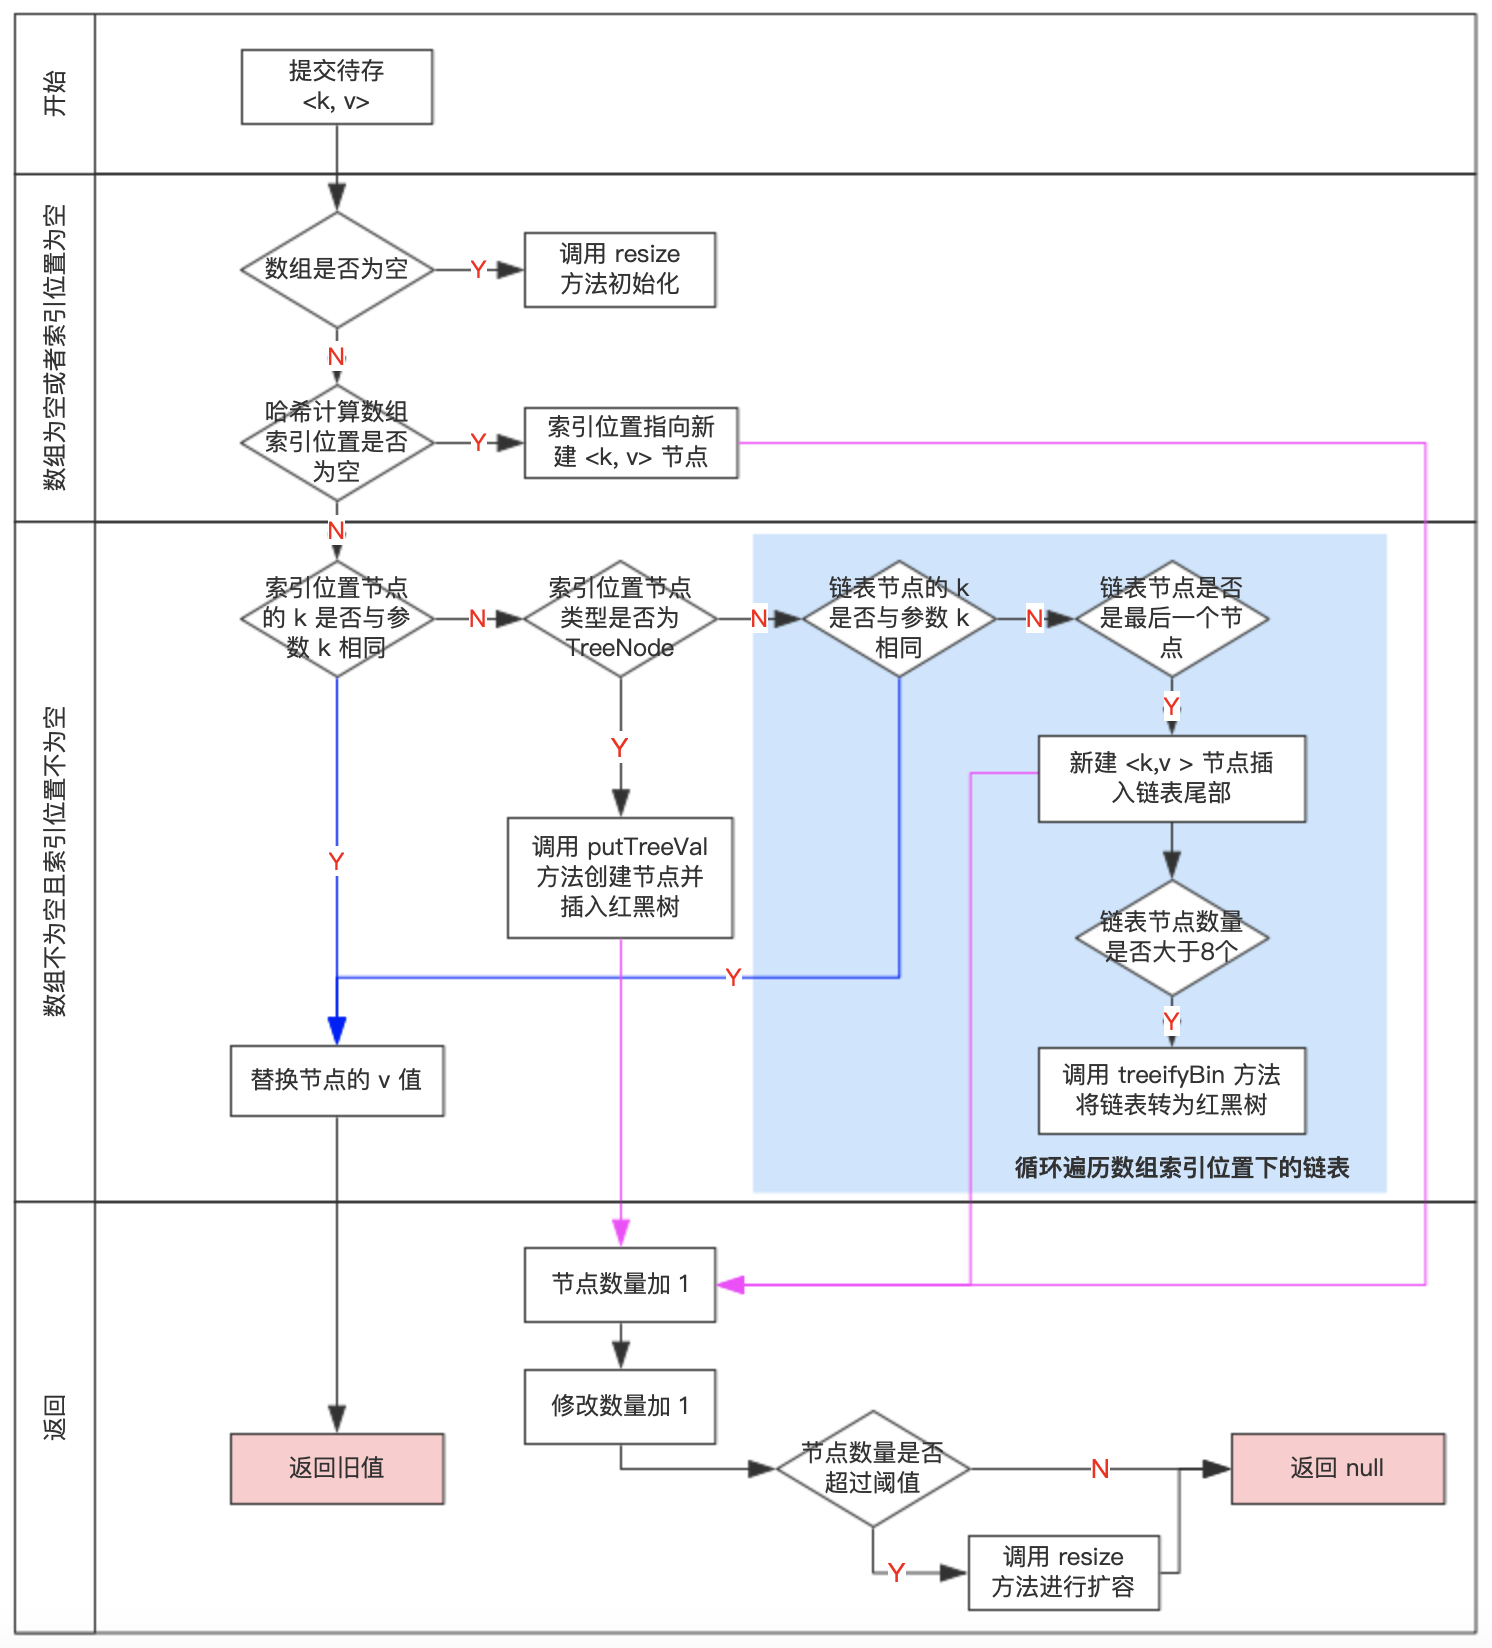 开始
提交待存
<k, v>
数组为空或者索引位置为空
数组是否为空
Y
调用 resize
方法初始化
N
哈希计算数组
索引位置是否
为空
Y
索引位置指向新
建 <k, v> 节点
N
数组不为空且索引位置不为空
索引位置节点
的 k 是否与参
数 k 相同
N
索引位置节点
类型是否为
TreeNode
N
链表节点的 k
是否与参数 k
相同
N
链表节点是否
是最后一个节
点
Y
新建 <k,v > 节点插
入链表尾部
Y
调用 putTreeVal
方法创建节点并
插入红黑树
Y
链表节点数量
是否大于8个
Y
Y
替换节点的 v 值
调用 treeifyBin 方法
将链表转为红黑树
循环遍历数组索引位置下的链表
返回
节点数量加 1
修改数量加 1
返回旧值
节点数量是否
超过阈值
N
返回 null
Y
调用 resize
方法进行扩容